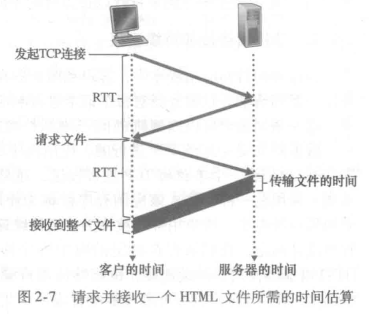 发起TCP连接
RTT
请求文件
RTT
传输文件的时间
接收到整个文件
客户的时间
服务器的时间
图 2-7 请求并接收一个 HTML 文件所需的时间估算